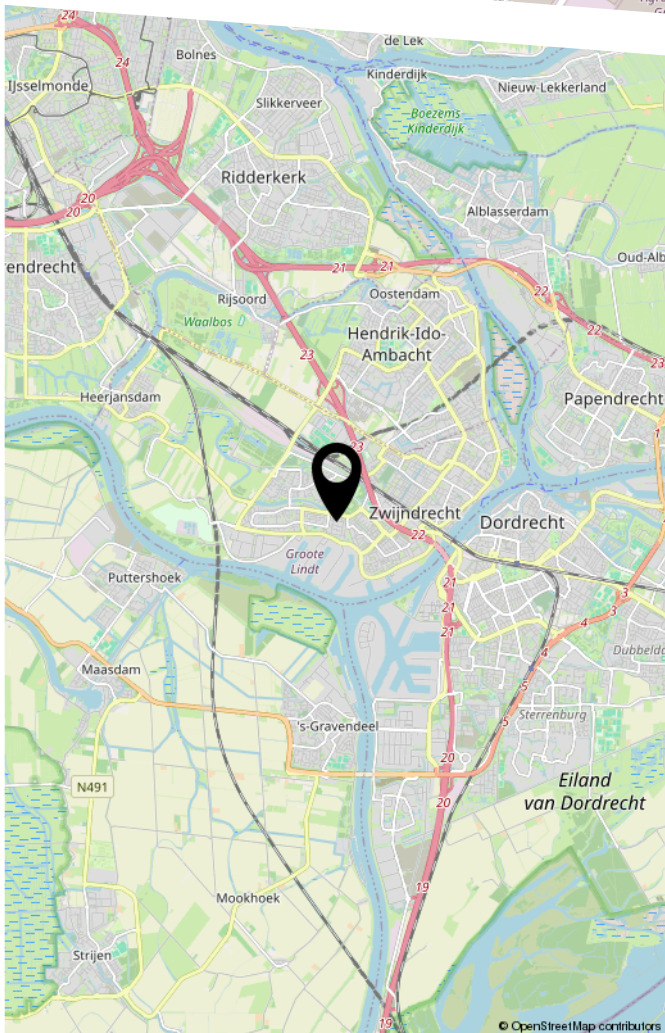 24
de Lek
Bolnes
24
Kinderdijk
IJsselmonde
Nieuw-Lekkerland
Slikkerveer
Boezems
Kinderdijk
Ridderkerk
20
20
Alblasserdam
rendrecht
21
21
Oud-Alb
Rijsoord
Oostendam
22
Waalbos
22
Hendrik-Ido-
Ambacht
23
23
Heerjansdam
Papendrecht
1
23
Zwijndrecht
Dordrecht
22
Groote
Lindt
Puttershoek
21
21
3
3
21
4
4
Dubbelda
Maasdam
5
5
's-Gravendeel
Sterrenburg
20
N491
20
Eiland
van Dordrecht
19
Mookhoek
Strijen
19
© OpenStreetMap contributors